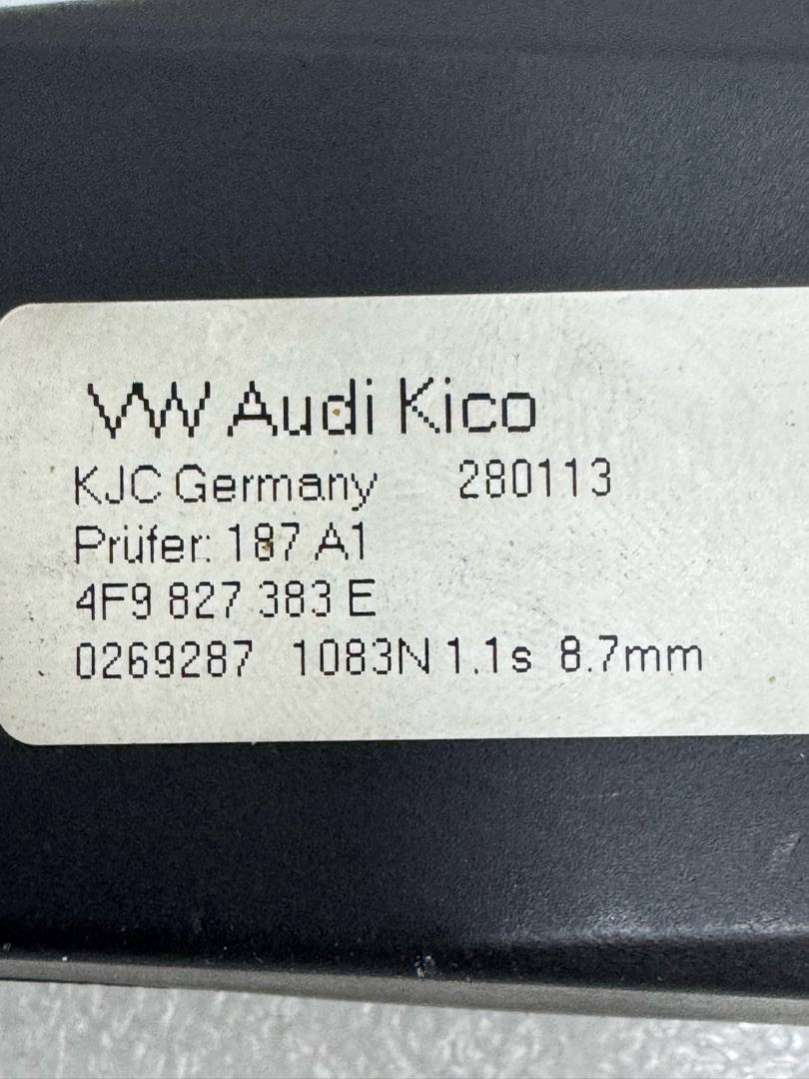 VW Audi Kico
KJC Germany 280113
Prüfer: 187 A1
4F9 827 383 E
0269287 1083N 1.1s 8.7mm